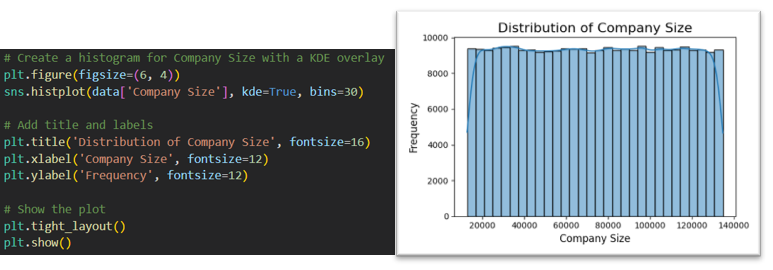 # Create a histogram for Company Size with a KDE overlay
plt.figure(figsize=(6, 4))
sns.histplot(data['Company Size'], kde=True, bins=30)
# Add title and labels
plt.title('Distribution of Company Size', fontsize=16)
plt.xlabel('Company Size', fontsize=12)
plt.ylabel('Frequency', fontsize=12)
# Show the plot
plt.tight_layout()
plt.show()
Distribution of Company Size
10000
8000
6000
4000
2000
0
Frequency
20000 40000 60000 80000 100000 120000 140000
Company Size